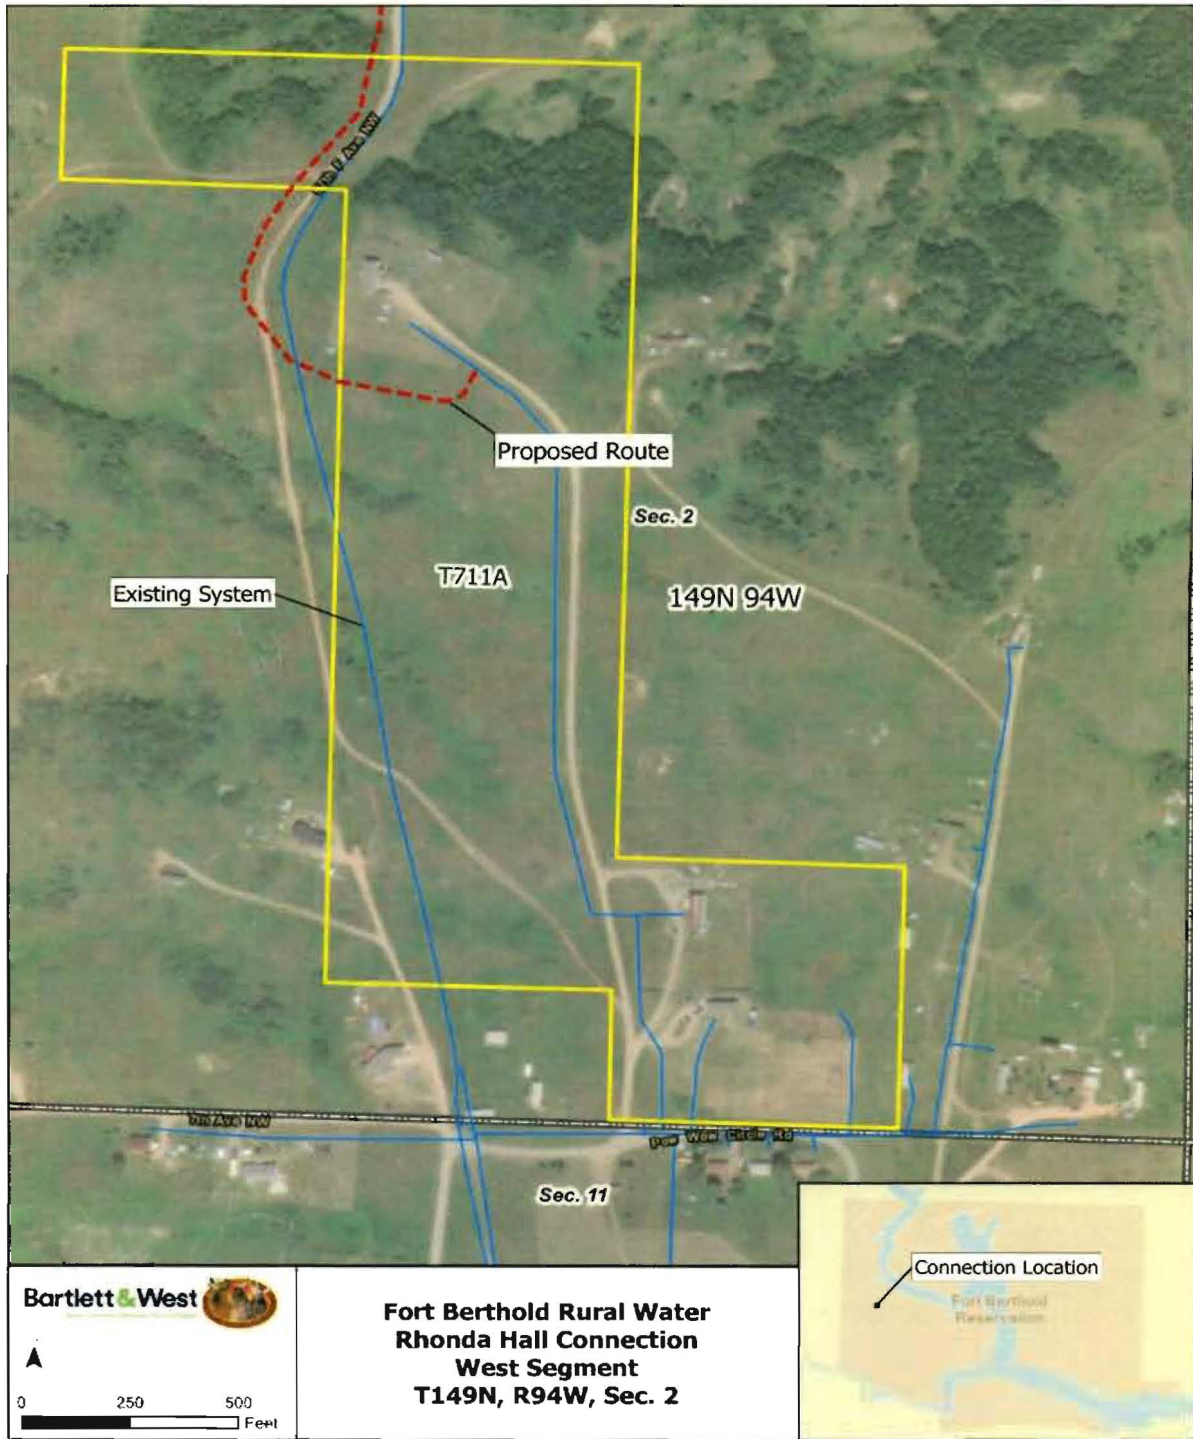 Proposed Route
Sec. 2
T711A
149N 94W
Existing System
Ave NW
Pow Wow Circle Rd
Sec. 11
Connection Location
Fort Berthold
Reservation
Bartlett&West
Fort Berthold Rural Water
Rhonda Hall Connection
West Segment
T149N, R94W, Sec. 2
0 250 500
Feet